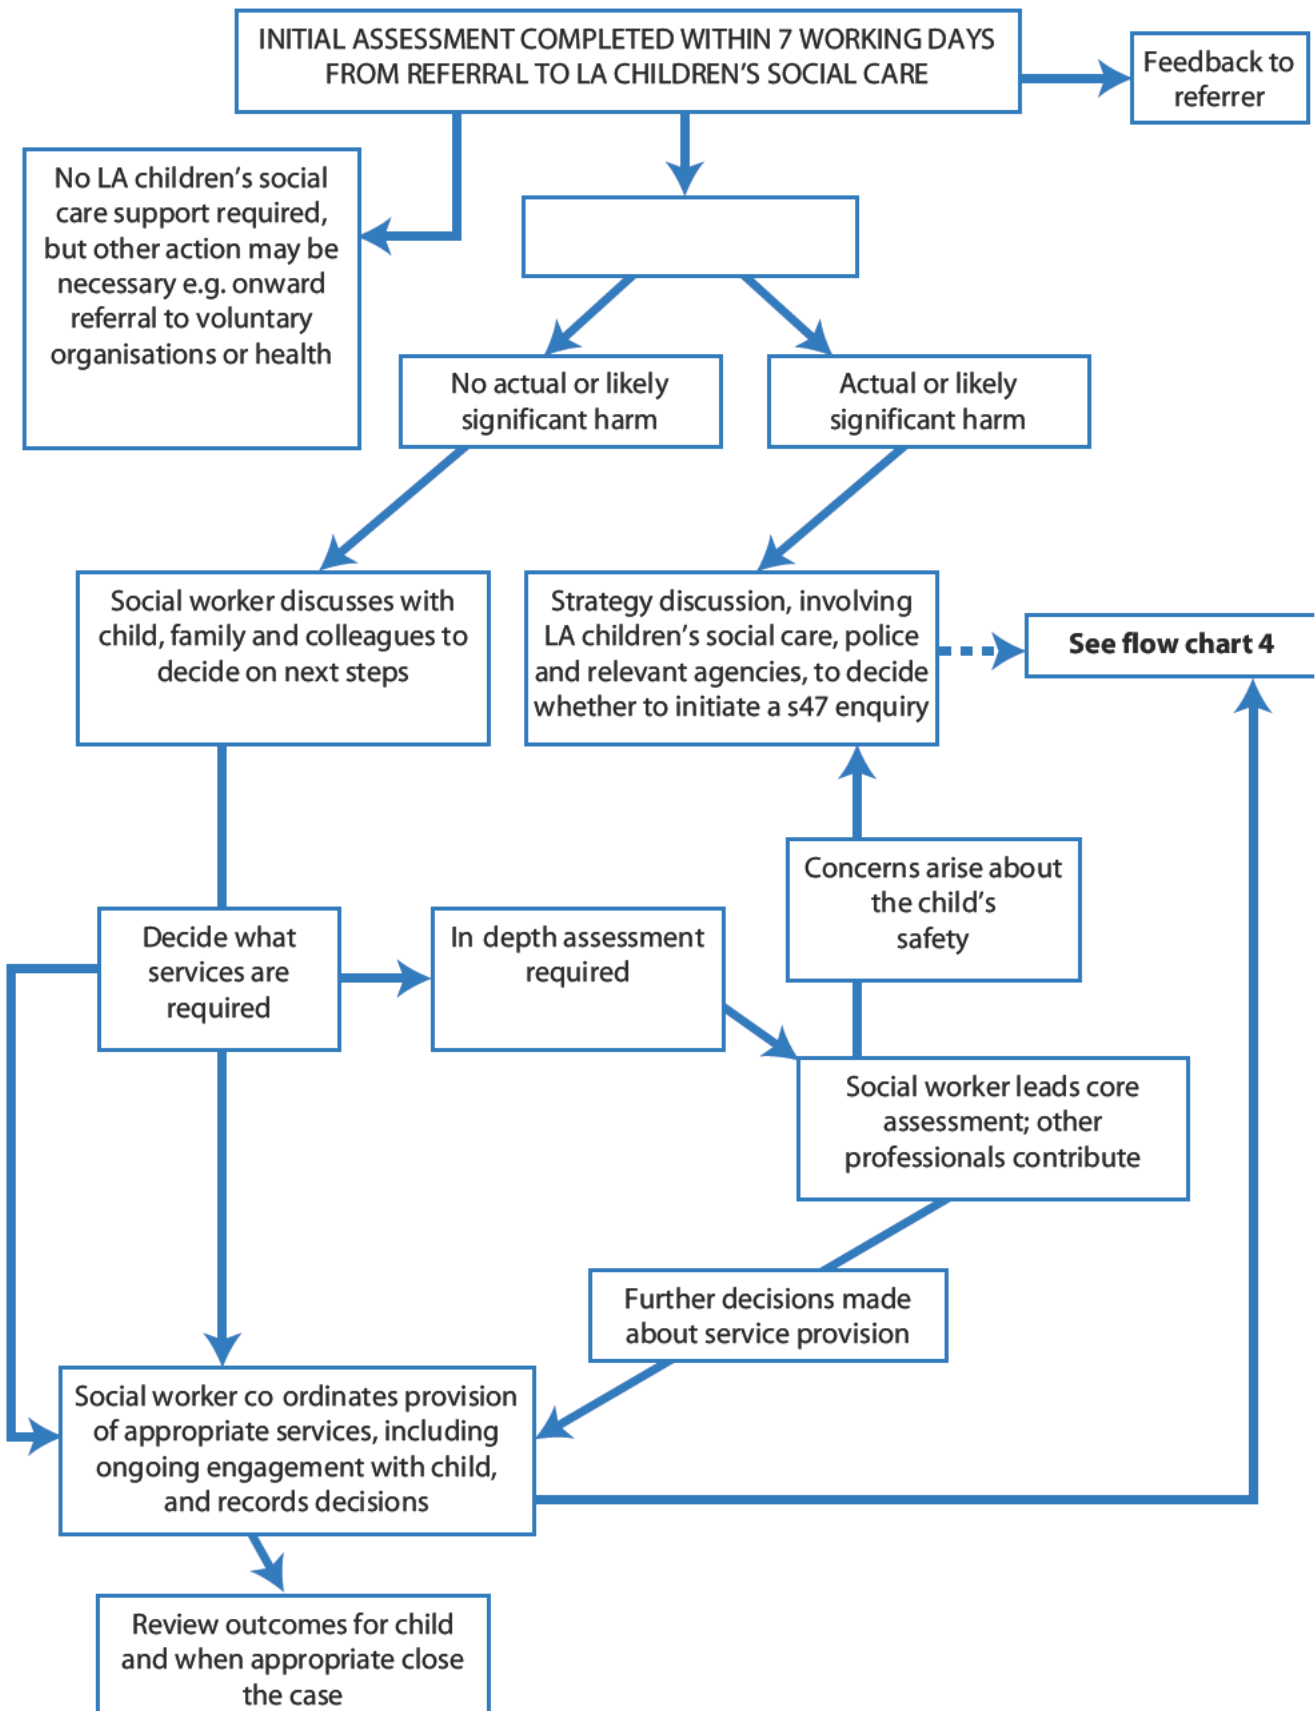 INITIAL ASSESSMENT COMPLETED WITHIN 7 WORKING DAYS
FROM REFERRAL TO LA CHILDREN’S SOCIAL CARE
Feedback to
referrer
No LA children’s social
care support required,
but other action may be
necessary e.g. onward
referral to voluntary
organisations or health
No actual or likely
significant harm
Actual or likely
significant harm
Social worker discusses with
child, family and colleagues to
decide on next steps
Strategy discussion, involving
LA children’s social care, police
and relevant agencies, to decide
whether to initiate a s47 enquiry
See flow chart 4
Concerns arise about
the child’s
safety
Decide what
services are
required
In depth assessment
required
Social worker leads core
assessment; other
professionals contribute
Further decisions made
about service provision
Social worker co ordinates provision
of appropriate services, including
ongoing engagement with child,
and records decisions
Review outcomes for child
and when appropriate close
the case